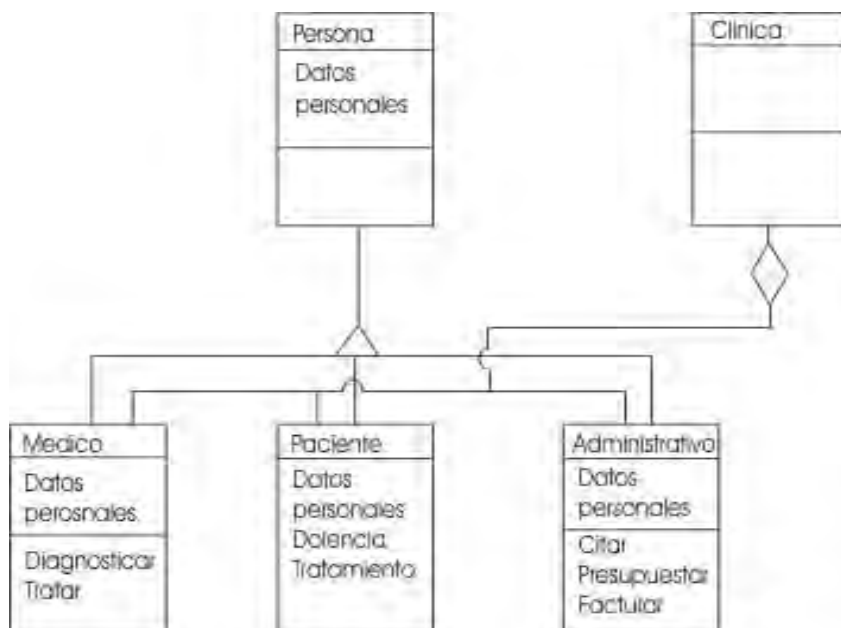 Persona
Datos
personales
Clinica
Medico
Datos
perosnales
Diagnosticar
Tratar
Paciente
Datos
personales
Dolencia
Tratamiento
Administrativo
Datos
personales
Citar
Presupuestar
Facturar